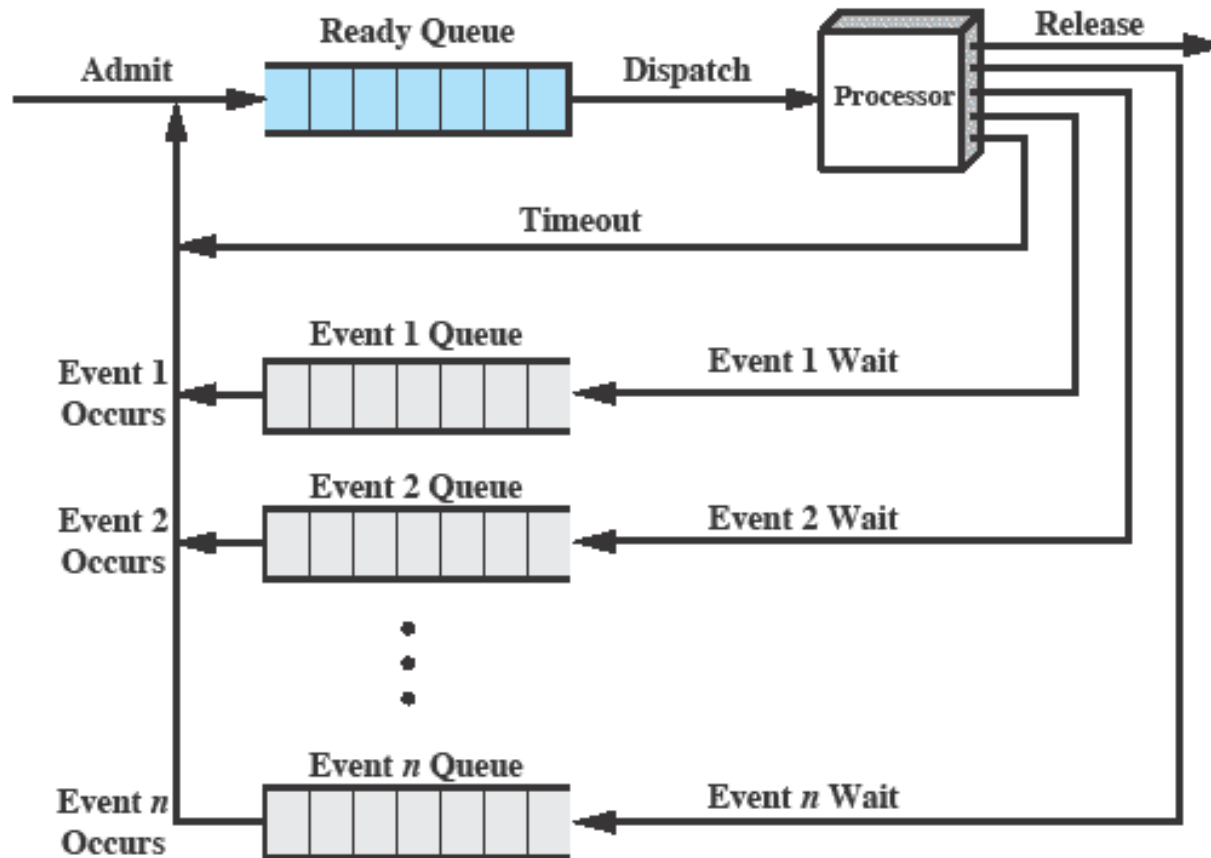 Ready Queue
Release
Admit
Dispatch
Processor
Timeout
Event 1 Queue
Event 1 Wait
Event 1
Occurs
Event 2 Queue
Event 2 Wait
Event 2
Occurs
Event n Queue
Event n Wait
Event n
Occurs